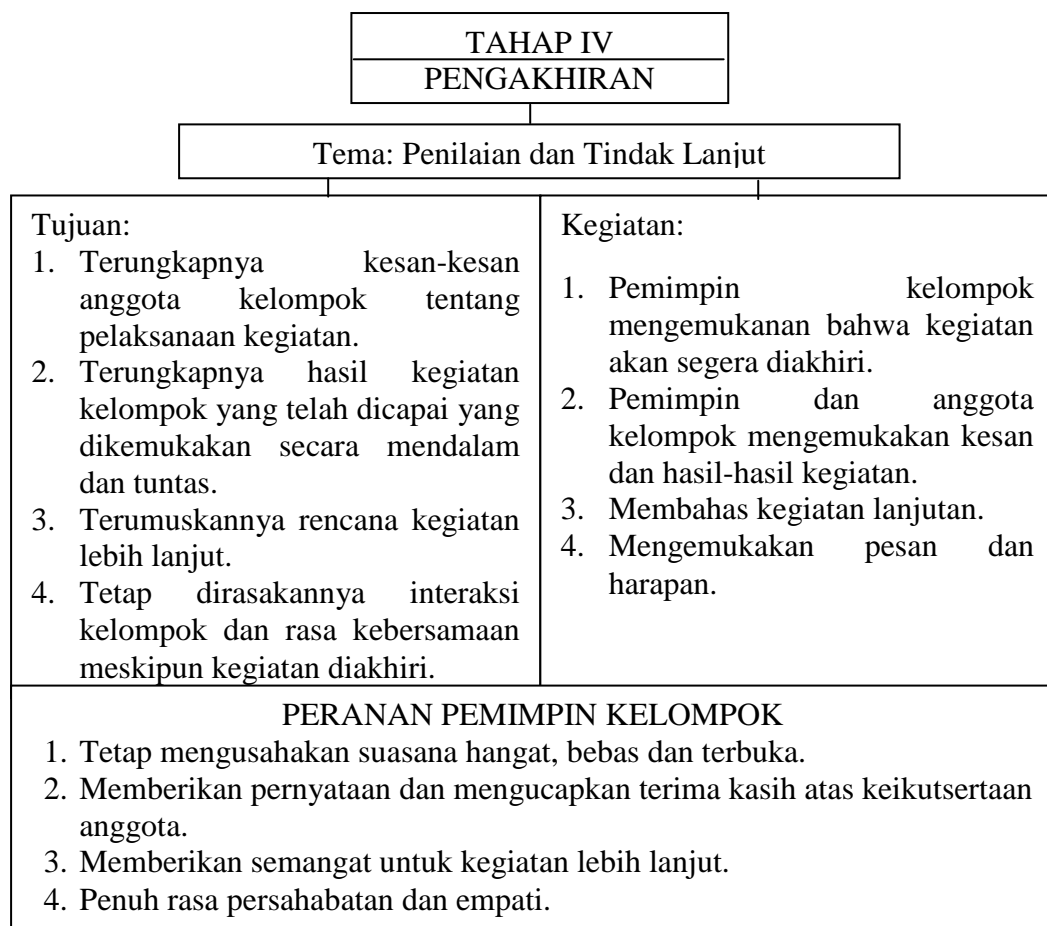 TAHAP IV
PENGAKHIRAN
Tema: Penilaian dan Tindak Lanjut
Tujuan:
1. Terungkapnya kesan-kesan
anggota kelompok tentang
pelaksanaan kegiatan.
2. Terungkapnya hasil kegiatan
kelompok yang telah dicapai yang
dikemukakan secara mendalam
dan tuntas.
3. Terumuskannya rencana kegiatan
lebih lanjut.
4. Tetap dirasakannya interaksi
kelompok dan rasa kebersamaan
meskipun kegiatan diakhiri.
Kegiatan:
1. Pemimpin kelompok
mengemukanan bahwa kegiatan
akan segera diakhiri.
2. Pemimpin dan anggota
kelompok mengemukakan kesan
dan hasil-hasil kegiatan.
3. Membahas kegiatan lanjutan.
4. Mengemukakan pesan dan
harapan.
PERANAN PEMIMPIN KELOMPOK
1. Tetap mengusahakan suasana hangat, bebas dan terbuka.
2. Memberikan pernyataan dan mengucapkan terima kasih atas keikutsertaan
anggota.
3. Memberikan semangat untuk kegiatan lebih lanjut.
4. Penuh rasa persahabatan dan empati.